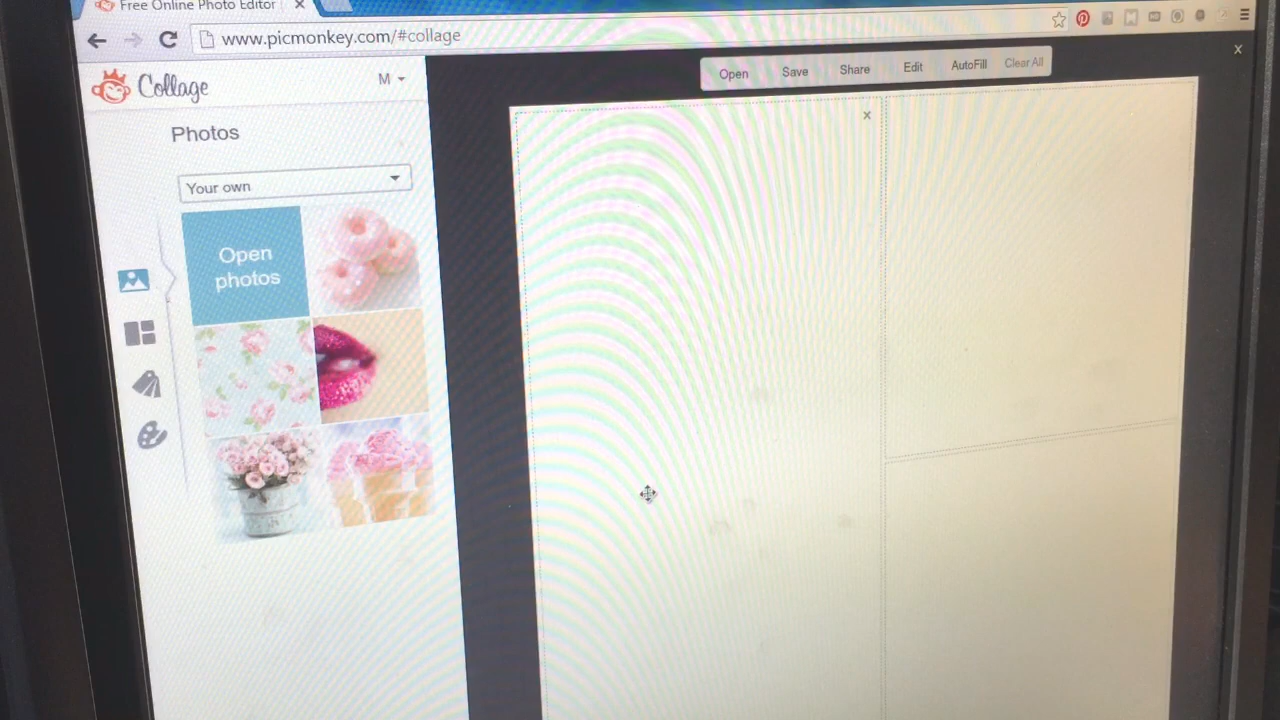 Free Online Photo Editor
www.picmonkey.com/#collage
Collage
M
Open Save Share Edit AutoFill Clear All
Photos
Your own
Open
photos